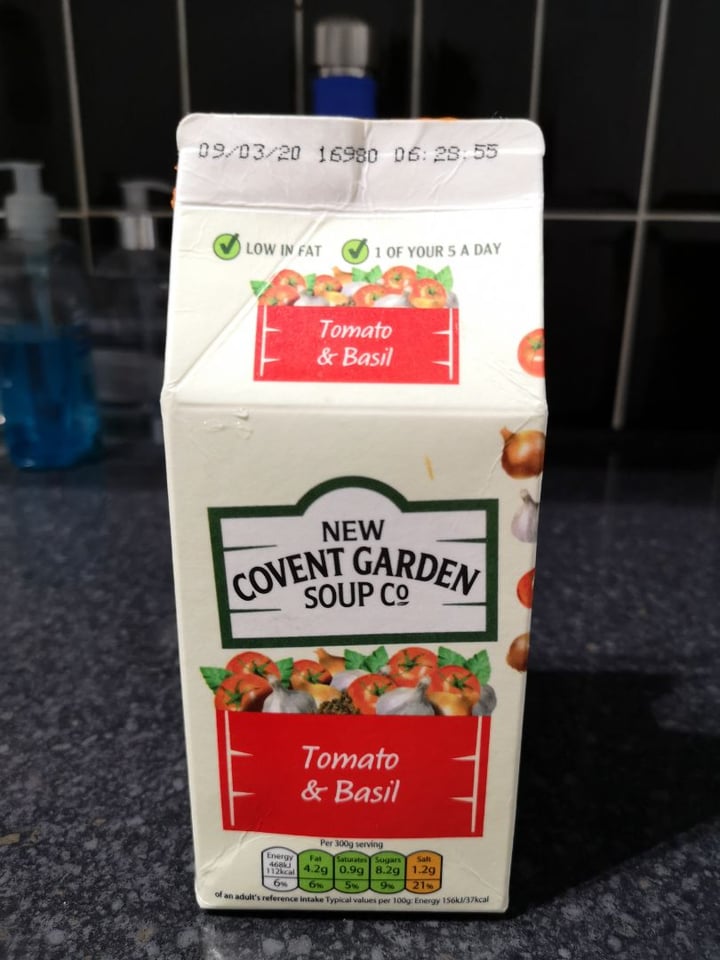 09/03/20 16980 06:28:55
LOW IN FAT 1 OF YOUR 5 A DAY
Tomato
& Basil
NEW
COVENT GARDEN
SOUP Co
Tomato
& Basil
Per 300g serving
Energy Fat Saturates Sugars Salt
468kJ
112kcal 4.2g 0.9g 8.2g 1.2g
6% 6% 5% 9% 21%
of an adult's reference intake Typical values per 100g: Energy 156kJ/37kcal